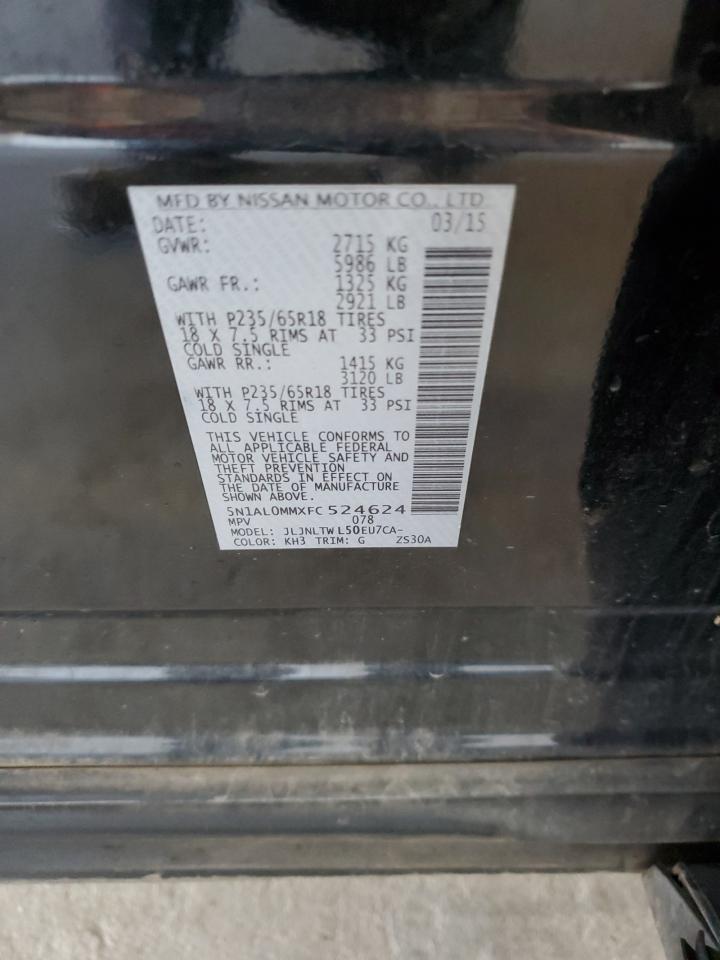 MFD BY NISSAN MOTOR CO., LTD
DATE: 03/15
GVWR: 2715 KG
5986 LB
GAWR FR.: 1325 KG
2921 LB
WITH P235/65R18 TIRES
18 X 7.5 RIMS AT 33 PSI
COLD SINGLE
GAWR RR.: 1415 KG
3120 LB
WITH P235/65R18 TIRES
18 X 7.5 RIMS AT 33 PSI
COLD SINGLE
THIS VEHICLE CONFORMS TO
ALL APPLICABLE FEDERAL
MOTOR VEHICLE SAFETY AND
THEFT PREVENTION
STANDARDS IN EFFECT ON
THE DATE OF MANUFACTURE
SHOWN ABOVE.
5N1AL0MMXFC524624
MPV 078
MODEL: JLJNLTWL50EU7CA-
COLOR: KH3 TRIM: G ZS30A